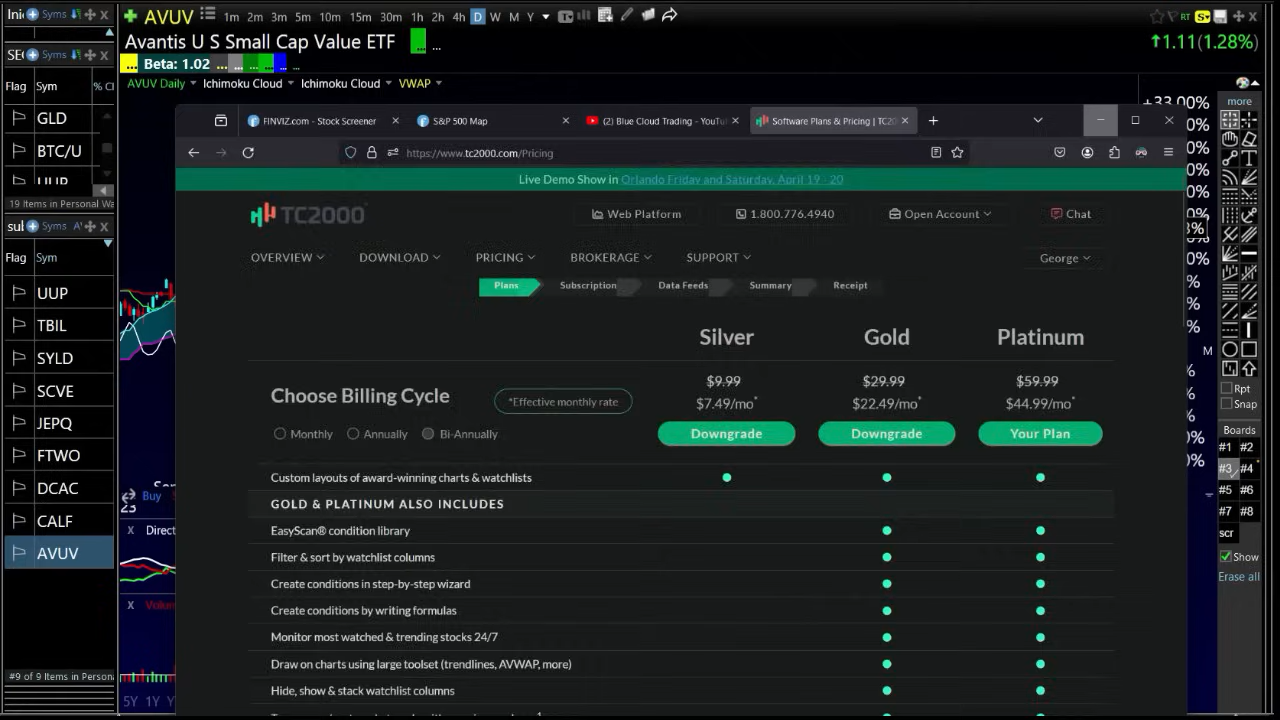 AVUV 1m 2m 3m 5m 10m 15m 30m 1h 2h 4h D W M Y RT S
Avantis U S Small Cap Value ETF ...
1.11(1.28%)
... Beta: 1.02 ...
AVUV Daily Ichimoku Cloud Ichimoku Cloud VWAP
Syms
Syms
Flag Sym % C
GLD
BTC/U
UUP
19 Items in Personal Wa
Syms
Flag Sym
UUP
TBIL
SYLD
SCVE
JEPQ
FTWO
DCAC
CALF
AVUV
#9 of 9 Items in Persona
+33.00%
FINVIZ.com - Stock Screener S&P 500 Map (2) Blue Cloud Trading - YouTu Software Plans & Pricing | TC20
https://www.tc2000.com/Pricing
Live Demo Show in Orlando Friday and Saturday, April 19 - 20
TC2000 Web Platform 1.800.776.4940 Open Account Chat
OVERVIEW DOWNLOAD PRICING BROKERAGE SUPPORT George
Plans Subscription Data Feeds Summary Receipt
Silver Gold Platinum
$9.99 $29.99 $59.99
Choose Billing Cycle *Effective monthly rate $7.49/mo* $22.49/mo* $44.99/mo*
Monthly Annually Bi-Annually Downgrade Downgrade Your Plan
Custom layouts of award-winning charts & watchlists
GOLD & PLATINUM ALSO INCLUDES
EasyScan® condition library
Filter & sort by watchlist columns
Create conditions in step-by-step wizard
Create conditions by writing formulas
Monitor most watched & trending stocks 24/7
Draw on charts using large toolset (trendlines, AVWAP, more)
Hide, show & stack watchlist columns
Buy
23
X Direct
X Volum
5Y 1Y
M
more
Rpt
Snap
Boards
#1 #2
#3 #4
#5 #6
#7 #8
scr
Show
Erase all